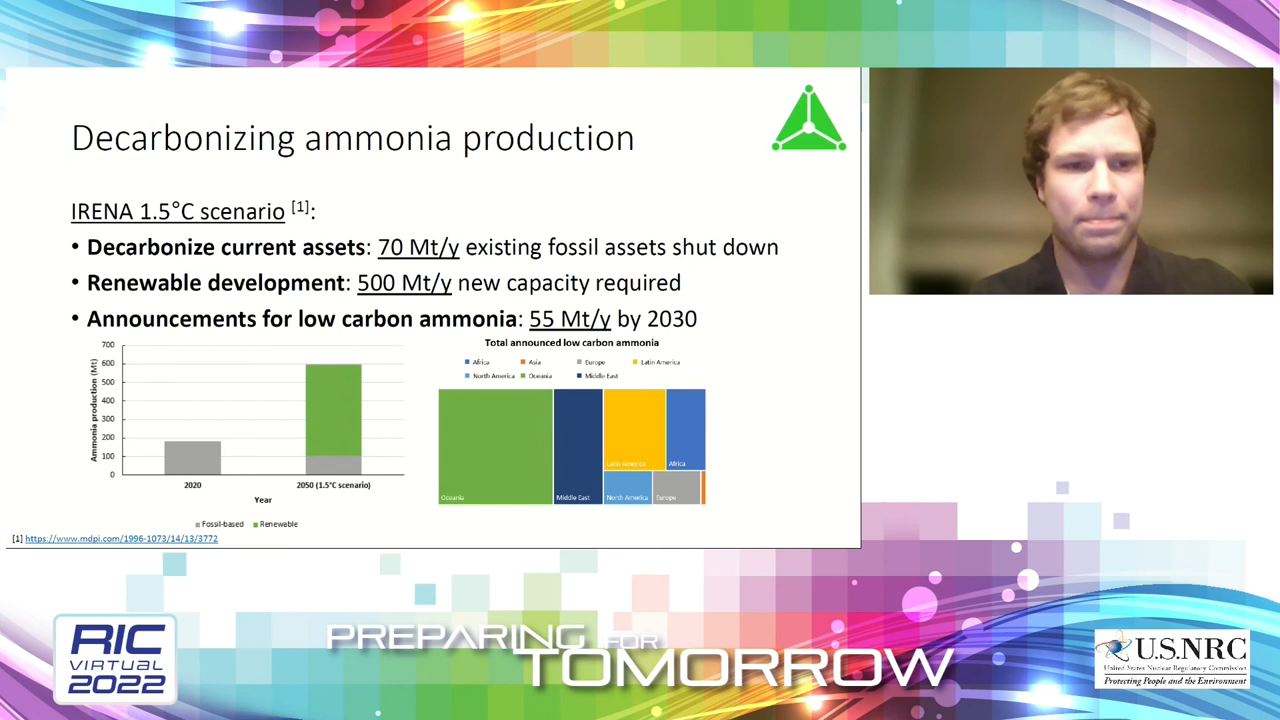 Decarbonizing ammonia production
IRENA 1.5°C scenario [1]:
• Decarbonize current assets: 70 Mt/y existing fossil assets shut down
• Renewable development: 500 Mt/y new capacity required
• Announcements for low carbon ammonia: 55 Mt/y by 2030
Ammonia production (Mt)
700
600
500
400
300
200
100
0
2020
2050 (1.5°C scenario)
Year
Fossil-based
Renewable
Total announced low carbon ammonia
Africa
Asia
Europe
Latin America
North America
Oceania
Middle East
Oceania
Middle East
Latin America
Africa
North America
Europe
[1] https://www.mdpi.com/1996-1073/14/13/3772
RIC
VIRTUAL
2022
PREPARING FOR
TOMORROW
U.S.NRC
United States Nuclear Regulatory Commission
Protecting People and the Environment